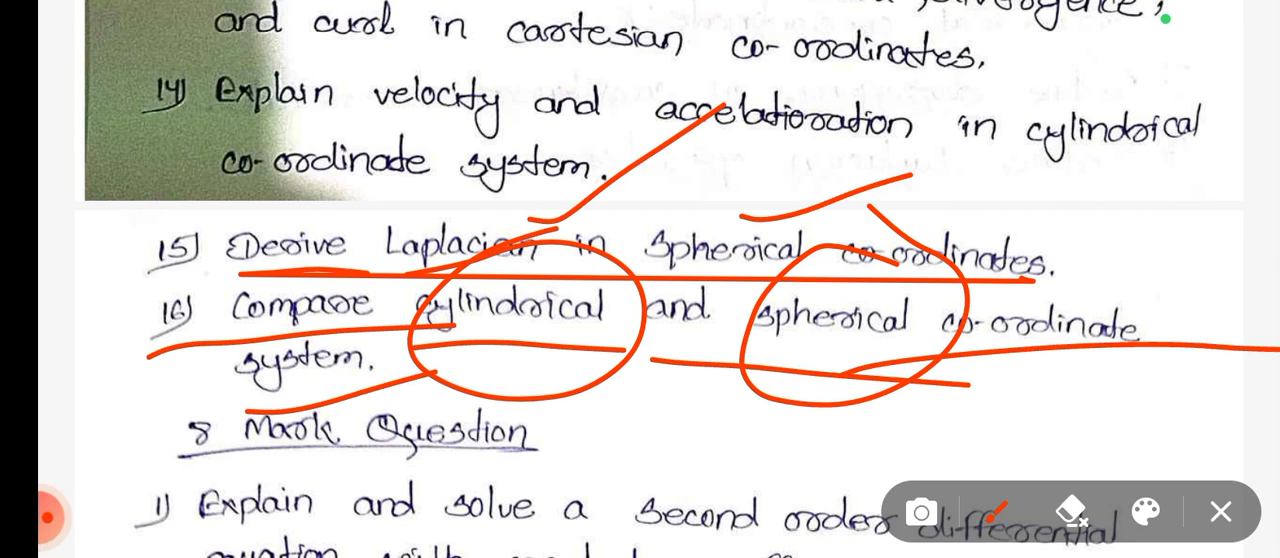 and curl in cartesian co-ordinates.
14) Explain velocity and accelatioration in cylindrical
co-ordinate system.
15) Derive Laplacian in Spherical co-ordinates.
16) Compare cylindrical and spherical co-ordinate
system.
8 Mark Question
1) Explain and solve a second order differential